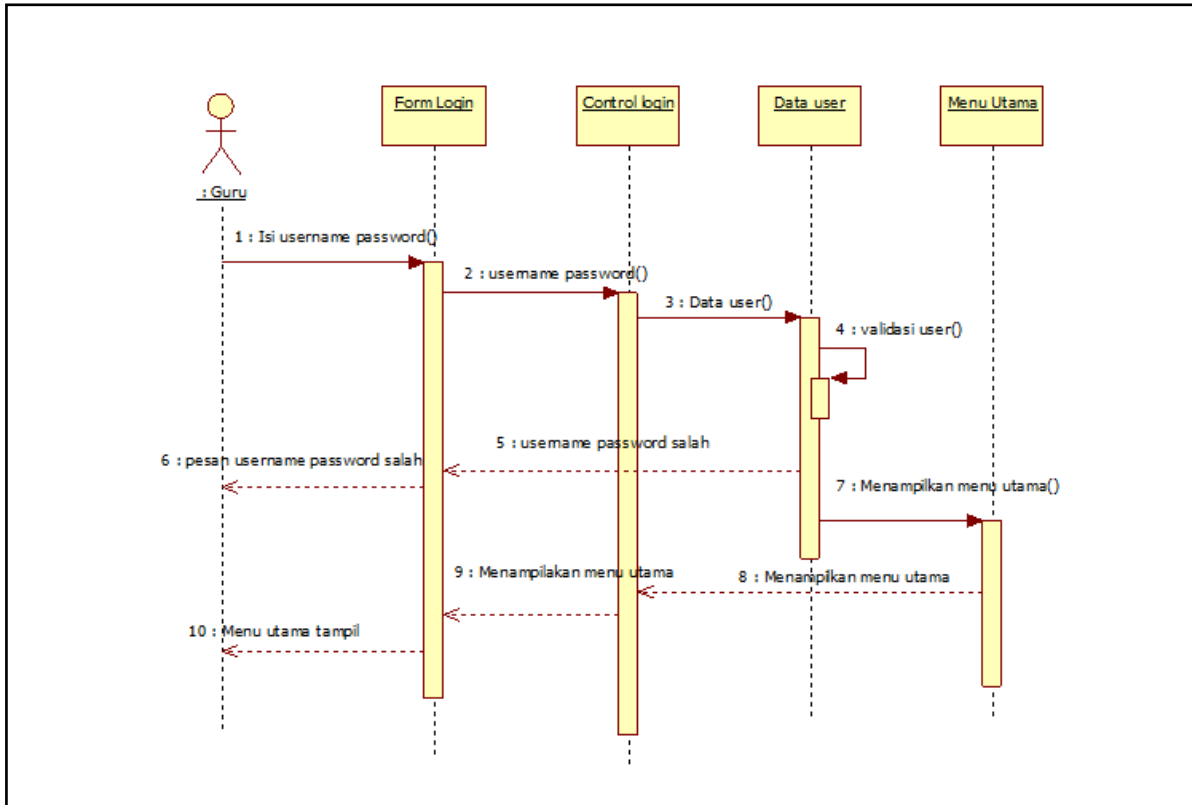 Form Login
Control login
Data user
Menu Utama
: Guru
1 : Isi username password()
2 : username password()
3 : Data user()
4 : validasi user()
5 : username password salah
6 : pesan username password salah
7 : Menampilkan menu utama()
8 : Menampilkan menu utama
9 : Menampilakan menu utama
10 : Menu utama tampil